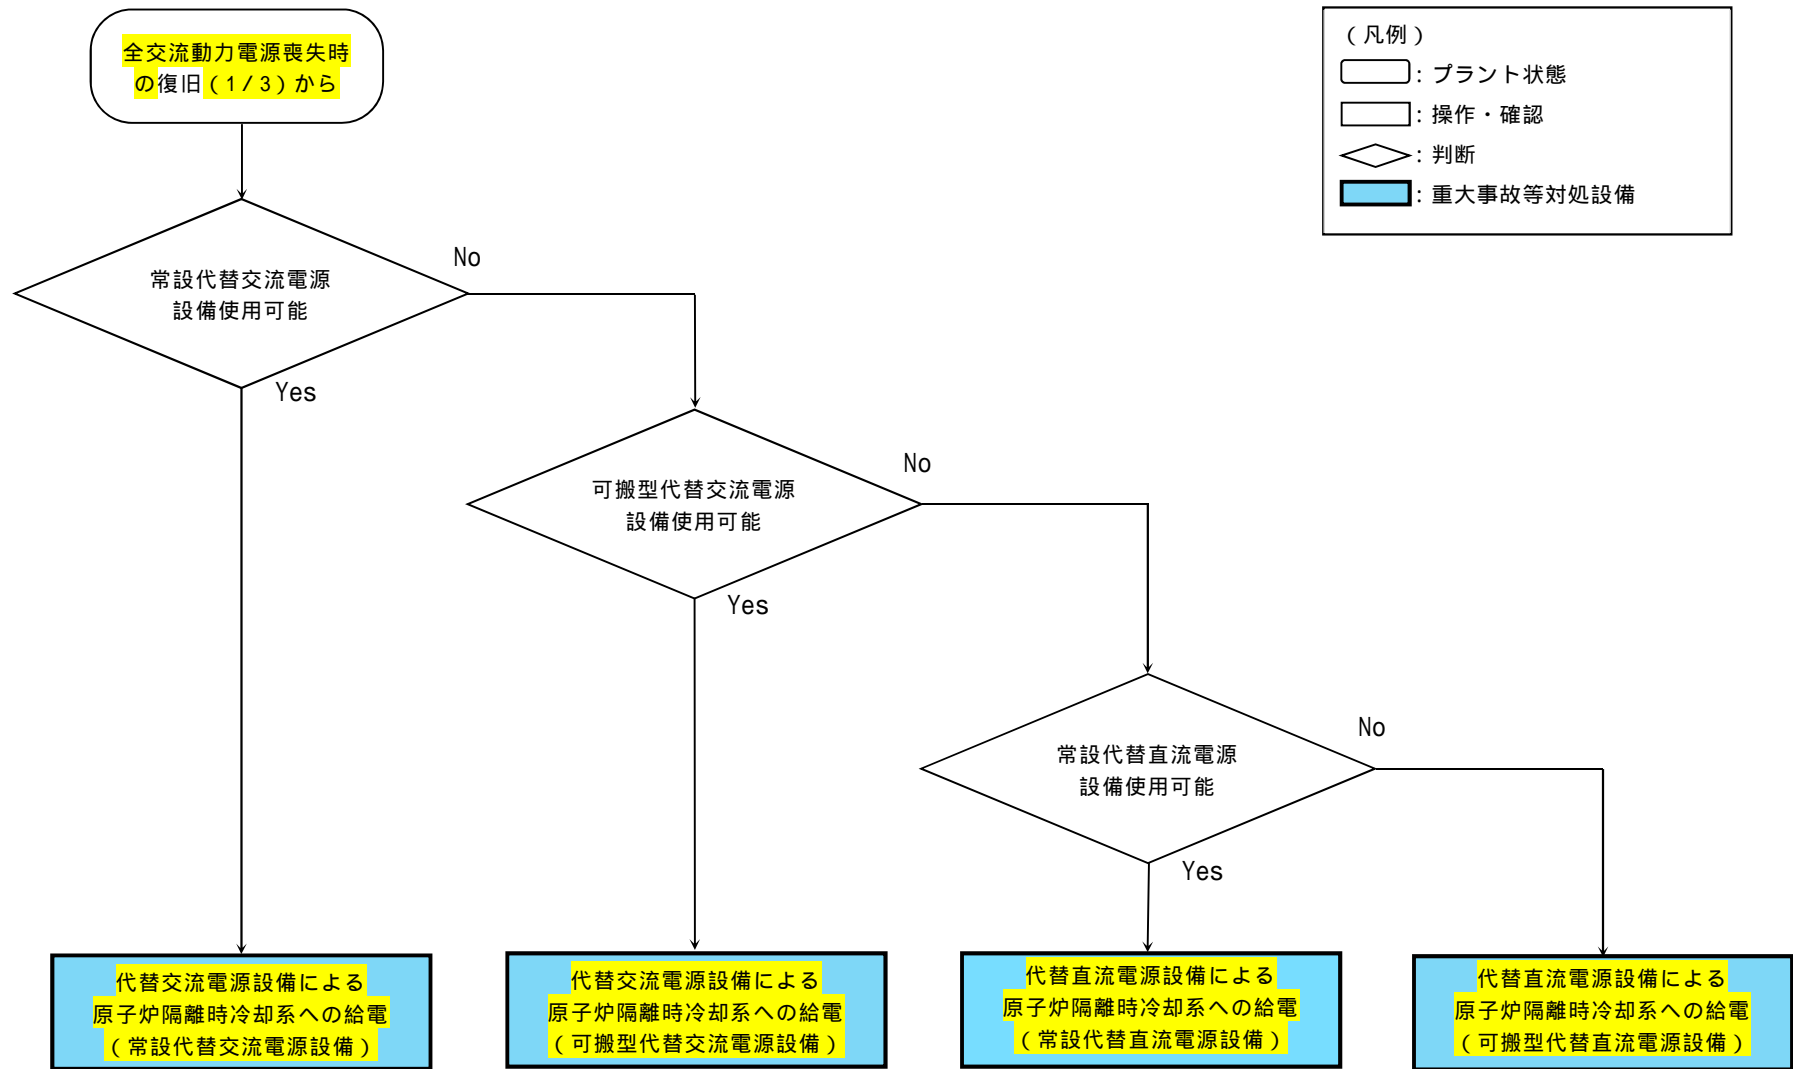 全交流動力電源喪失時
の復旧(1/3)から
(凡例)
:プラント状態
:操作・確認
:判断
:重大事故等対処設備
常設代替交流電源
設備使用可能
No
Yes
可搬型代替交流電源
設備使用可能
No
Yes
常設代替直流電源
設備使用可能
No
Yes
代替交流電源設備による
原子炉隔離時冷却系への給電
(常設代替交流電源設備)
代替交流電源設備による
原子炉隔離時冷却系への給電
(可搬型代替交流電源設備)
代替直流電源設備による
原子炉隔離時冷却系への給電
(常設代替直流電源設備)
代替直流電源設備による
原子炉隔離時冷却系への給電
(可搬型代替直流電源設備)